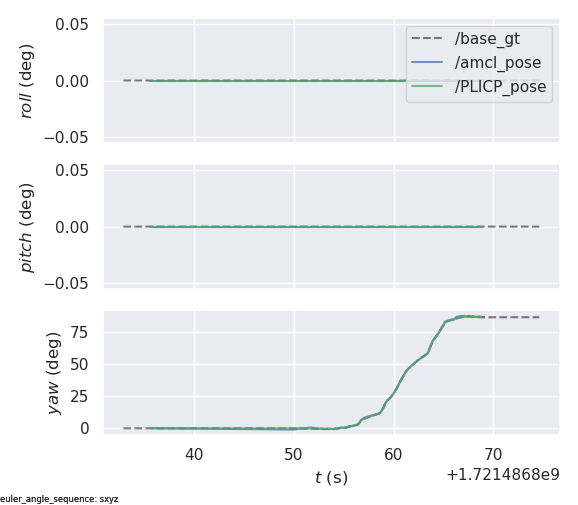 0.05
0.00
−0.05
roll (deg)
/base_gt
/amcl_pose
/PLICP_pose
0.05
0.00
−0.05
pitch (deg)
75
50
25
0
yaw (deg)
40 50 60 70
t (s)
+1.7214868e9
euler_angle_sequence: sxyz